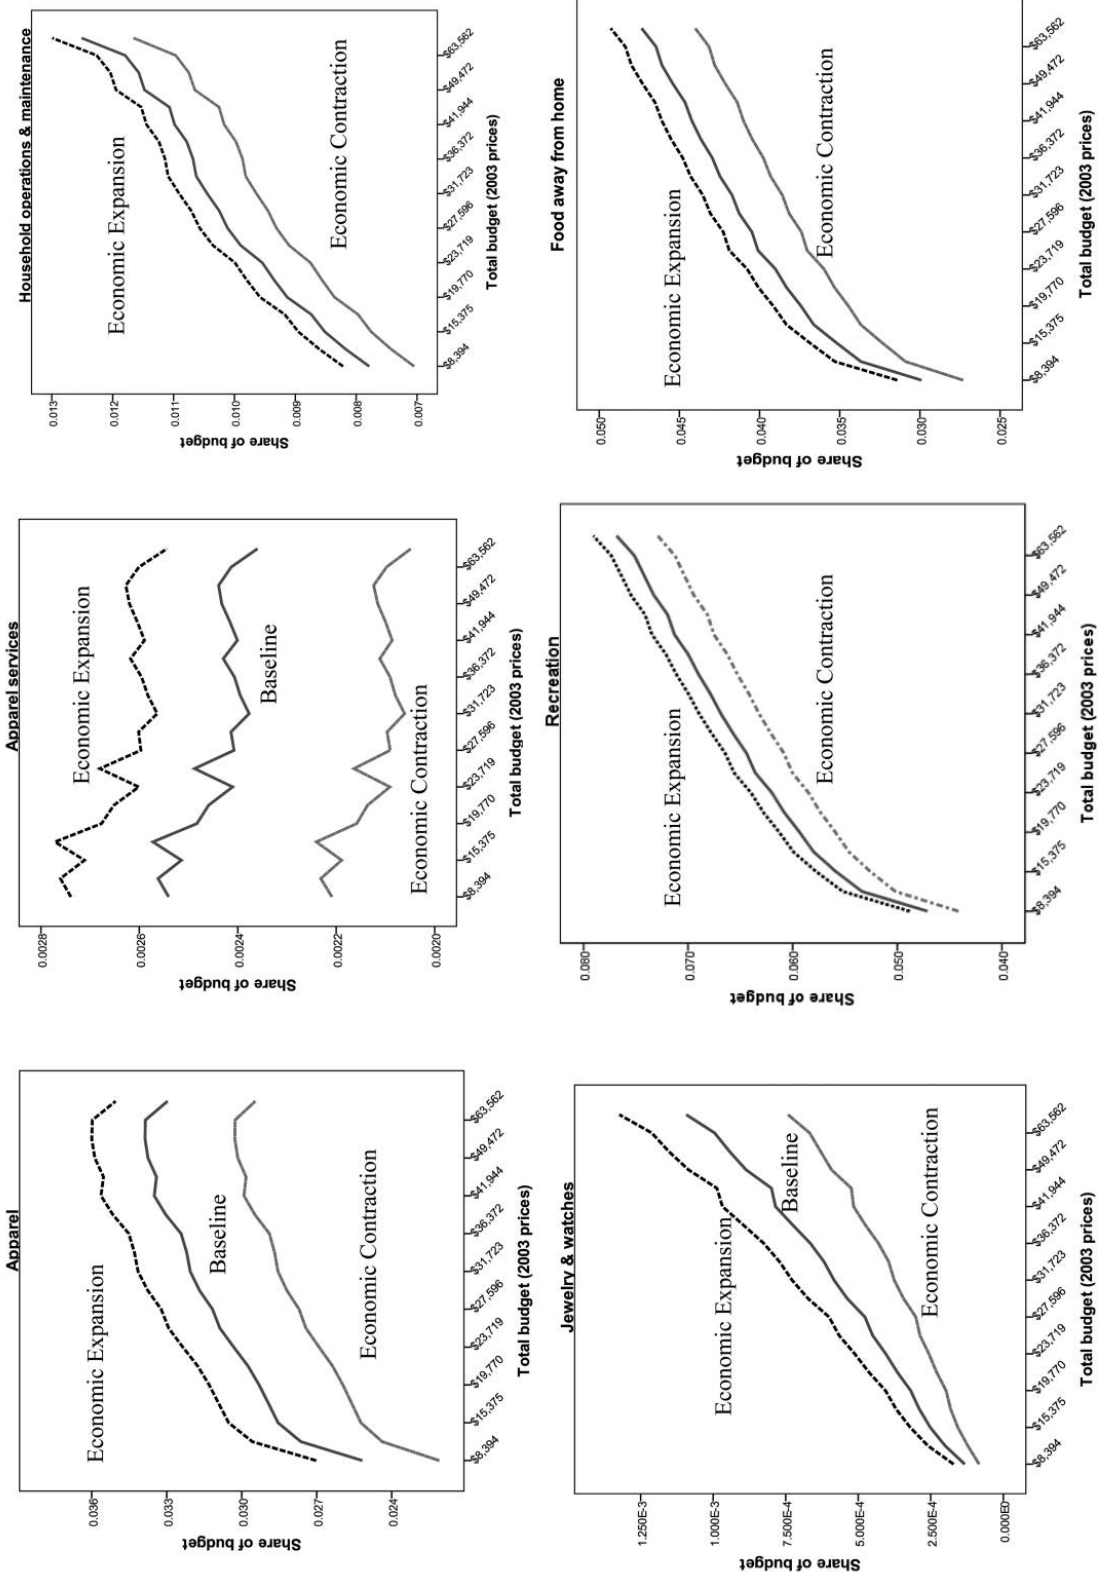 Apparel
Share of budget
0.036
0.033
0.030
0.027
0.024
Economic Expansion
Baseline
Economic Contraction
$8,394
$15,375
$19,770
$23,719
$27,596
$31,723
$36,372
$41,944
$49,472
$63,562
Total budget (2003 prices)
Apparel services
Share of budget
0.0028
0.0026
0.0024
0.0022
0.0020
Economic Expansion
Baseline
Economic Contraction
$8,394
$15,375
$19,770
$23,719
$27,596
$31,723
$36,372
$41,944
$49,472
$63,562
Total budget (2003 prices)
Household operations & maintenance
Share of budget
0.013
0.012
0.011
0.010
0.009
0.008
0.007
Economic Expansion
Economic Contraction
$8,394
$15,375
$19,770
$23,719
$27,596
$31,723
$36,372
$41,944
$49,472
$63,562
Total budget (2003 prices)
Jewelry & watches
Share of budget
1.250E-3
1.000E-3
7.500E-4
5.000E-4
2.500E-4
0.000E0
Economic Expansion
Baseline
Economic Contraction
$8,394
$15,375
$19,770
$23,719
$27,596
$31,723
$36,372
$41,944
$49,472
$63,562
Total budget (2003 prices)
Recreation
Share of budget
0.080
0.070
0.060
0.050
0.040
Economic Expansion
Economic Contraction
$8,394
$15,375
$19,770
$23,719
$27,596
$31,723
$36,372
$41,944
$49,472
$63,562
Total budget (2003 prices)
Food away from home
Share of budget
0.050
0.045
0.040
0.035
0.030
0.025
Economic Expansion
Economic Contraction
$8,394
$15,375
$19,770
$23,719
$27,596
$31,723
$36,372
$41,944
$49,472
$63,562
Total budget (2003 prices)